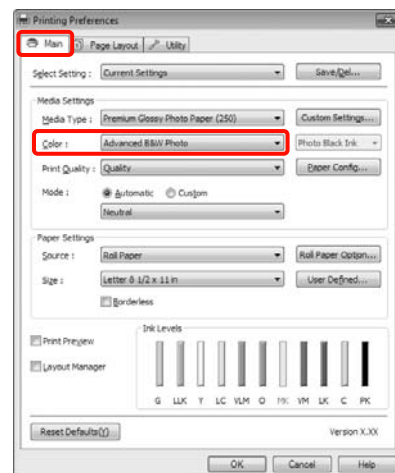 Printing Preferences
Main Page Layout Utility
Select Setting : Current Settings Save/Del...
Media Settings
Media Type : Premium Glossy Photo Paper (250) Custom Settings...
Color : Advanced B&W Photo Photo Black Ink
Print Quality : Quality Paper Config...
Mode : Automatic Custom
Neutral
Paper Settings
Source : Roll Paper Roll Paper Option...
Size : Letter 8 1/2 x 11 in User Defined...
Borderless
Ink Levels
Print Preview
Layout Manager
G LLK Y LC VLM O MK VM LK C PK
Reset Defaults(Y) Version X.XX
OK Cancel Help